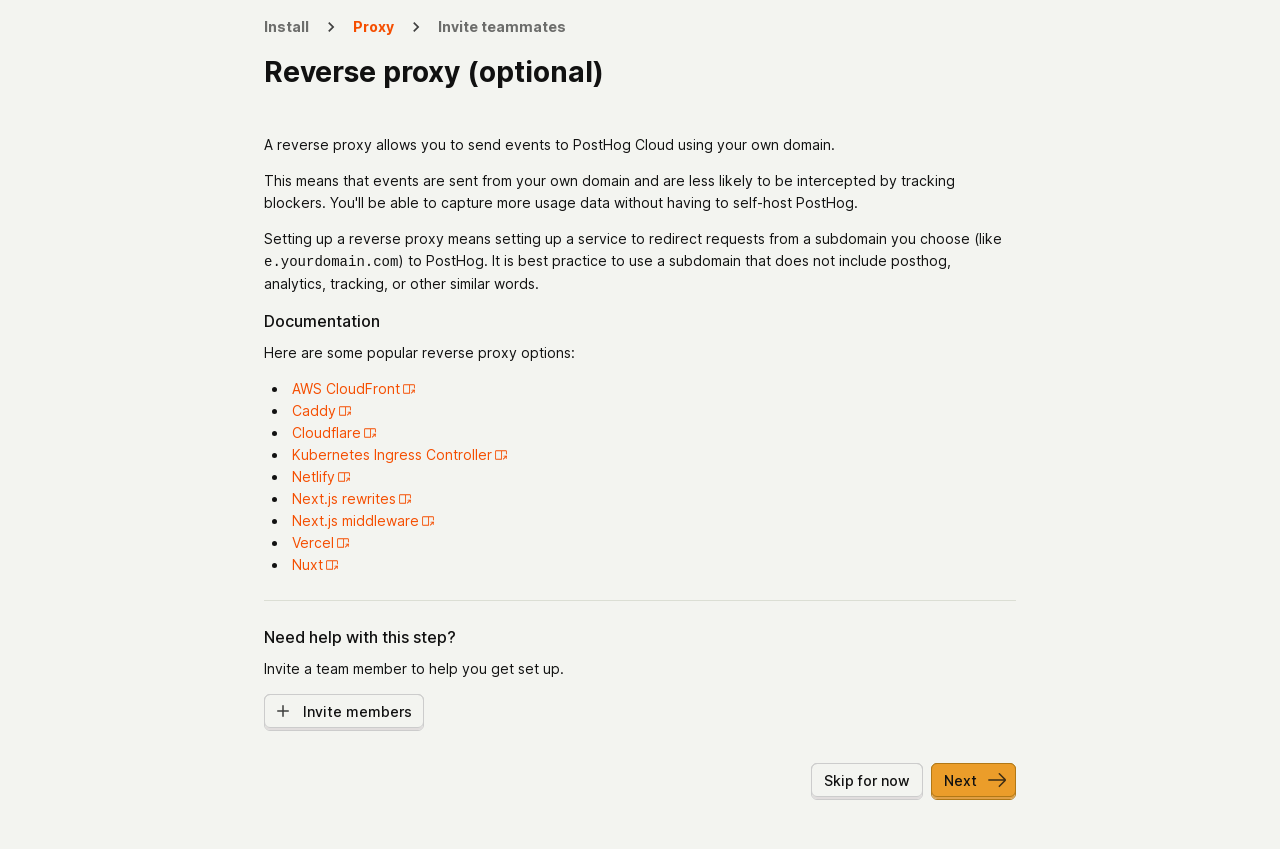 Install
Proxy
Invite teammates
Reverse proxy (optional)
A reverse proxy allows you to send events to PostHog Cloud using your own domain.
This means that events are sent from your own domain and are less likely to be intercepted by tracking
blockers. You'll be able to capture more usage data without having to self-host PostHog.
Setting up a reverse proxy means setting up a service to redirect requests from a subdomain you choose (like
e.yourdomain.com) to PostHog. It is best practice to use a subdomain that does not include posthog,
analytics, tracking, or other similar words.
Documentation
Here are some popular reverse proxy options:
AWS CloudFront
Caddy
Cloudflare
Kubernetes Ingress Controller
Netlify
Next.js rewrites
Next.js middleware
Vercel
Nuxt
Need help with this step?
Invite a team member to help you get set up.
Invite members
Skip for now
Next